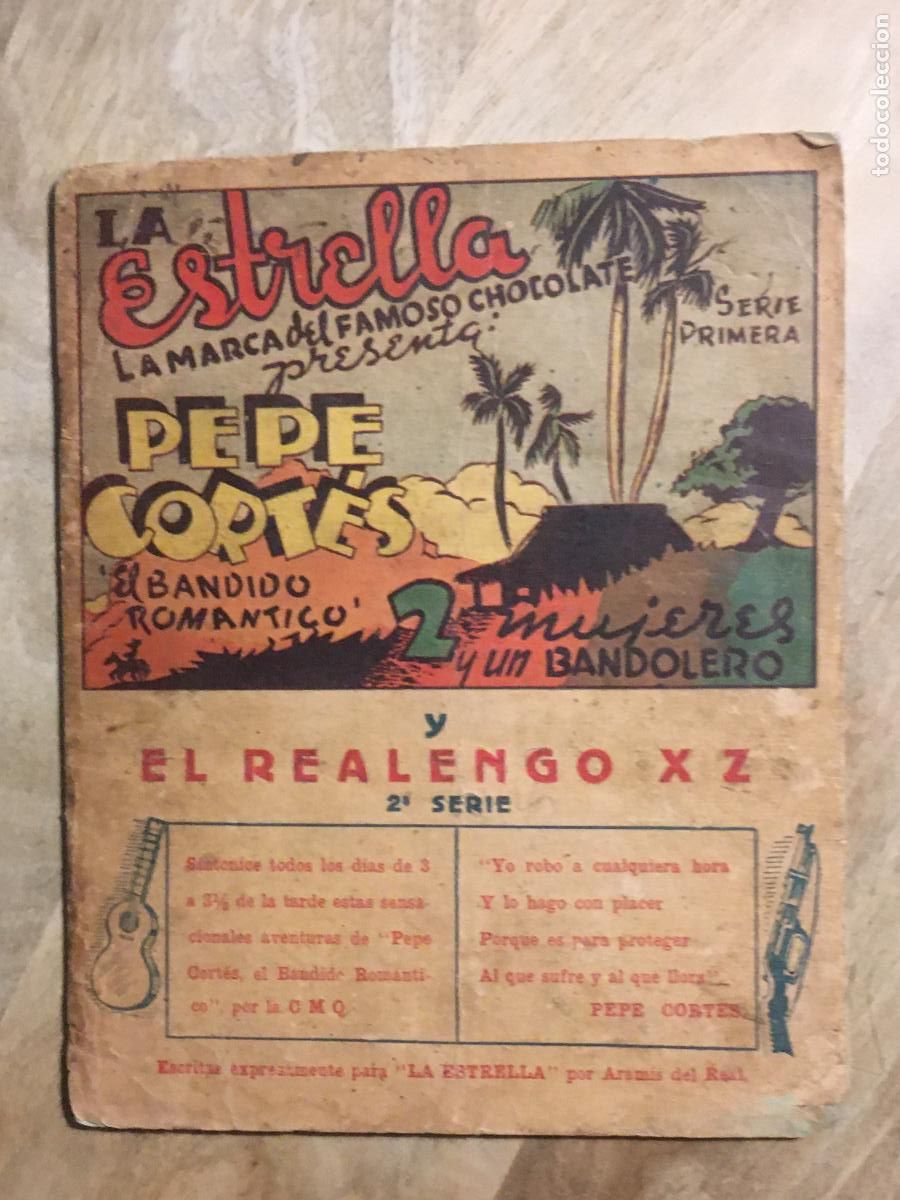 LA
Estrella
LA MARCA del FAMOSO CHOCOLATE
presenta:
SERIE
PRIMERA
PEPE
CORTÉS
'El BANDIDO
ROMANTICO'
2 mujeres
y un BANDOLERO
y
EL REALENGO X Z
2ª SERIE
Sintonice todos los días de 3
a 3½ de la tarde estas sensa-
cionales aventuras de "Pepe
Cortés, el Bandido Románti-
co" por la C M Q
"Yo robo a cualquiera hora
Y lo hago con placer
Porque es para proteger
Al que sufre y al que llora".
PEPE CORTES.
Escritas expresamente para "LA ESTRELLA" por Aramís del Real.
todocoleccion